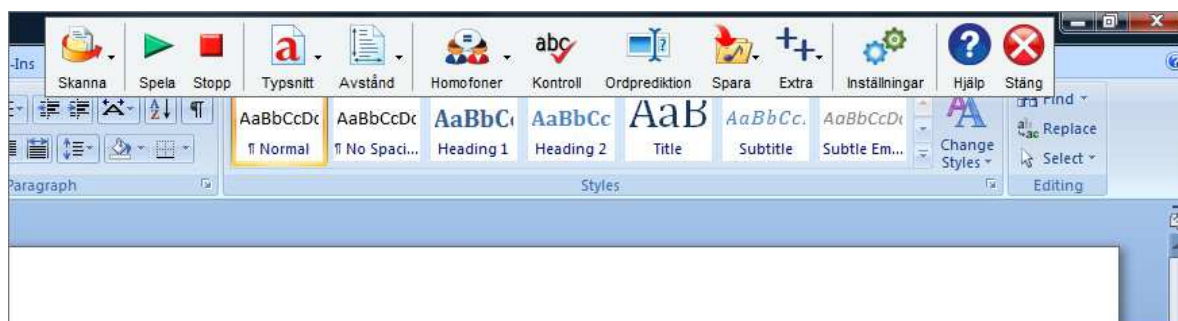 abc
a
?
-Ins
Skanna Spela Stopp Typsnitt Avstånd Homofoner Kontroll Ordprediktion Spara Extra Inställningar Hjälp Stäng
AaBbCcDc AaBbCcDc AaBbC AaBbCc AaB AaBbCc. AaBbCcDc
¶ Normal ¶ No Spaci... Heading 1 Heading 2 Title Subtitle Subtle Em... Change Styles
Find
Replace
Select
Paragraph Styles Editing